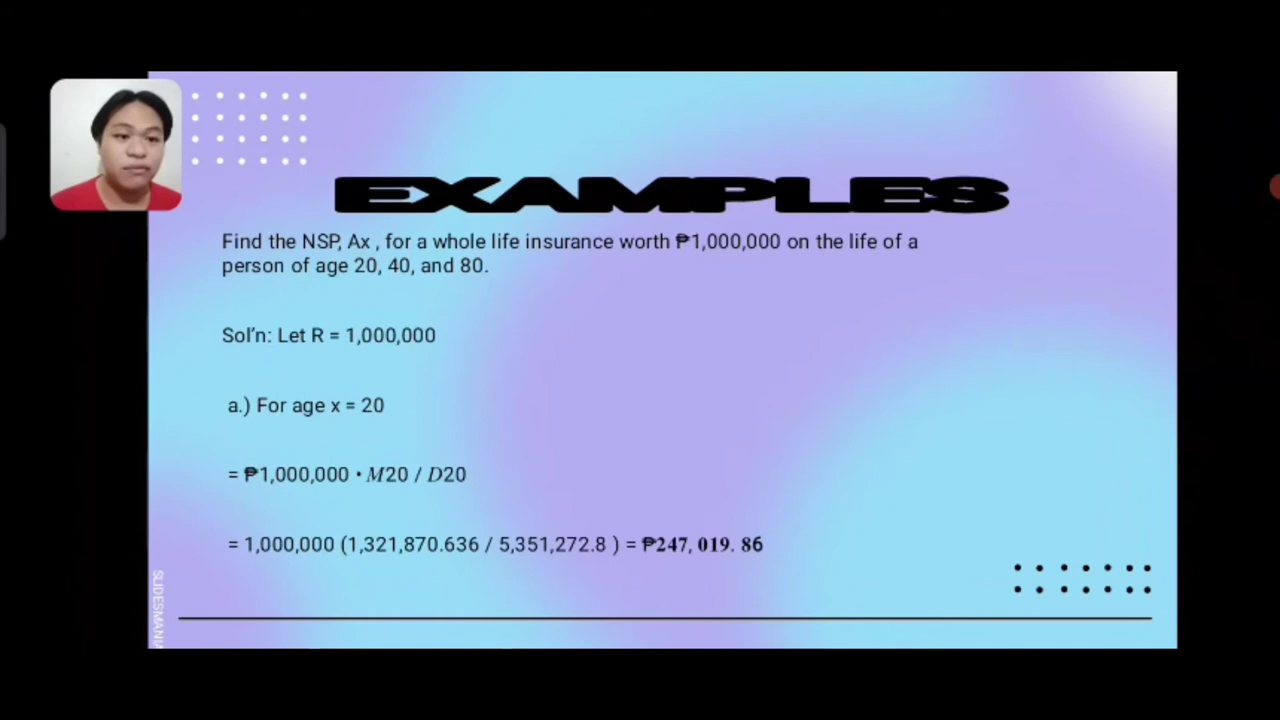 EXAMPLES
Find the NSP, Ax , for a whole life insurance worth ₱1,000,000 on the life of a
person of age 20, 40, and 80.
Sol’n: Let R = 1,000,000
a.) For age x = 20
= ₱1,000,000 · 𝑀20 / 𝐷20
= 1,000,000 (1,321,870.636 / 5,351,272.8 ) = ₱𝟐𝟒𝟕, 𝟎𝟏𝟗. 𝟖6
SLIDESMANIA